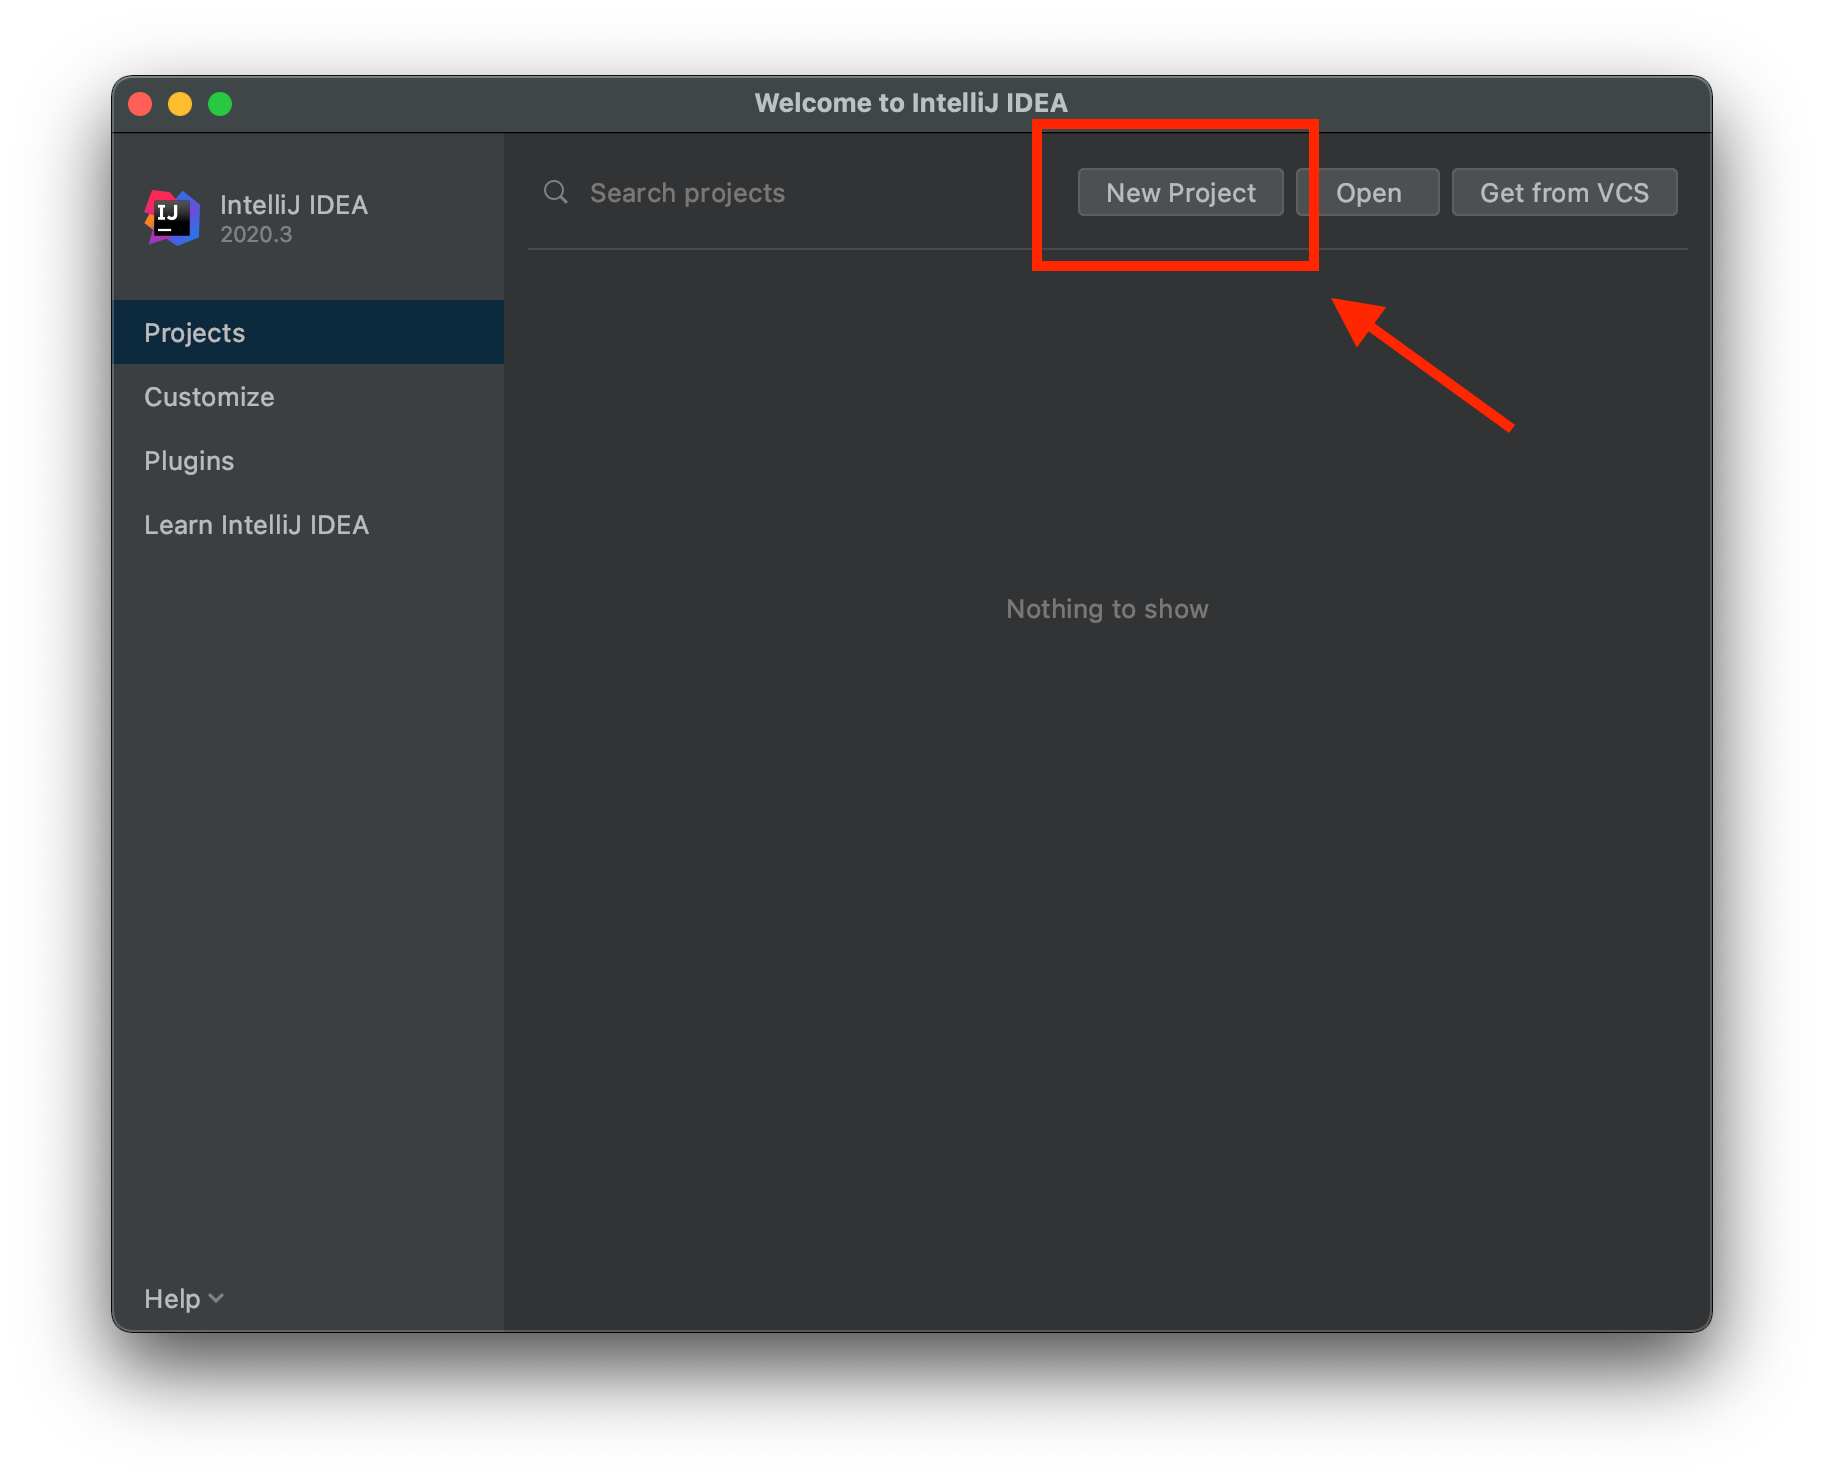 Welcome to IntelliJ IDEA
IJ
IntelliJ IDEA
2020.3
Search projects
New Project
Open
Get from VCS
Projects
Customize
Plugins
Learn IntelliJ IDEA
Nothing to show
Help